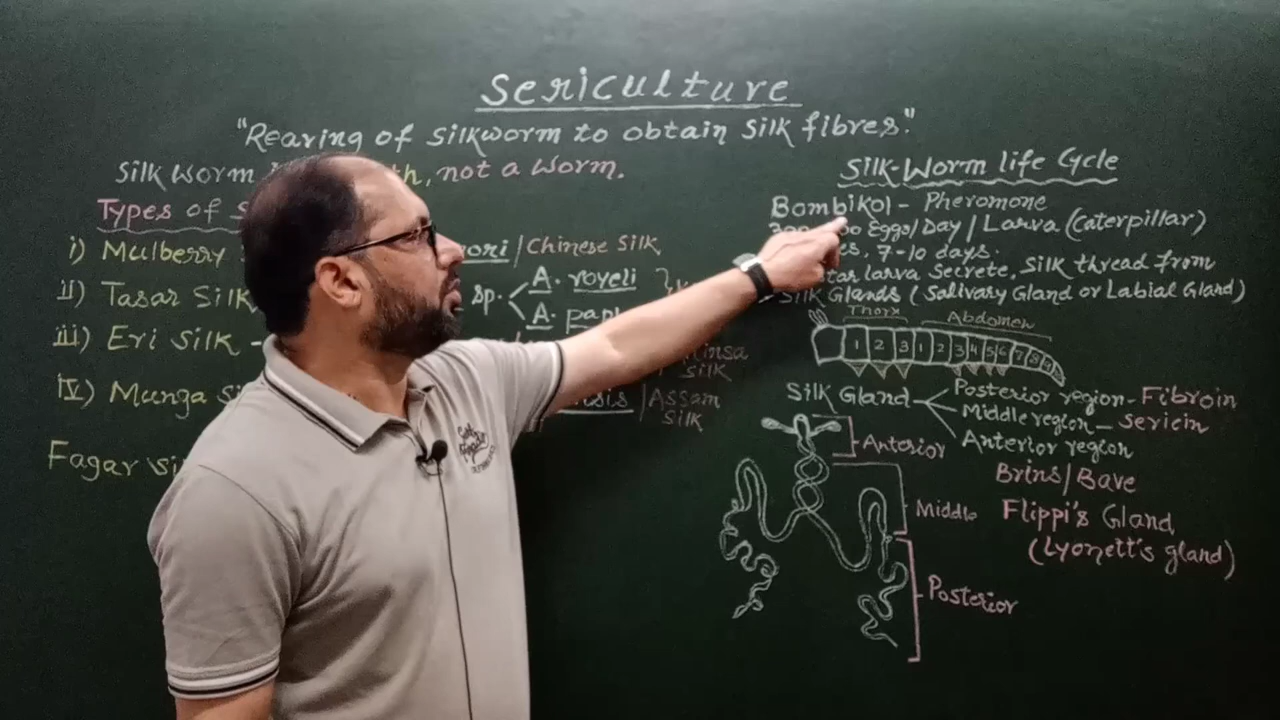 Sericulture
"Rearing of Silkworm to obtain Silk fibres."
Silk Worm, not a Worm.
Types of
i) Mulberry / Chinese Silk
ii) Tasar Silk sp. A. royeli
A.
iii) Eri Silk -
Silk
iv) Munga / Assam
Silk
Fagar
Silk-Worm life Cycle
Bombikol - Pheromone
Eggs/Day / Larva (Caterpillar)
7-10 days.
larva Secrete, Silk thread from
Silk Glands (Salivary Gland or Labial Gland)
Thorx Abdomen
1 2 3 1 2 3 4 5 6 7 8 9
Silk Gland
Posterior region - Fibroin
Middle region - Sericin
Anterior region
Anterior
Brins/Bave
Middle
Flippi's Gland
(Lyonett's gland)
Posterior